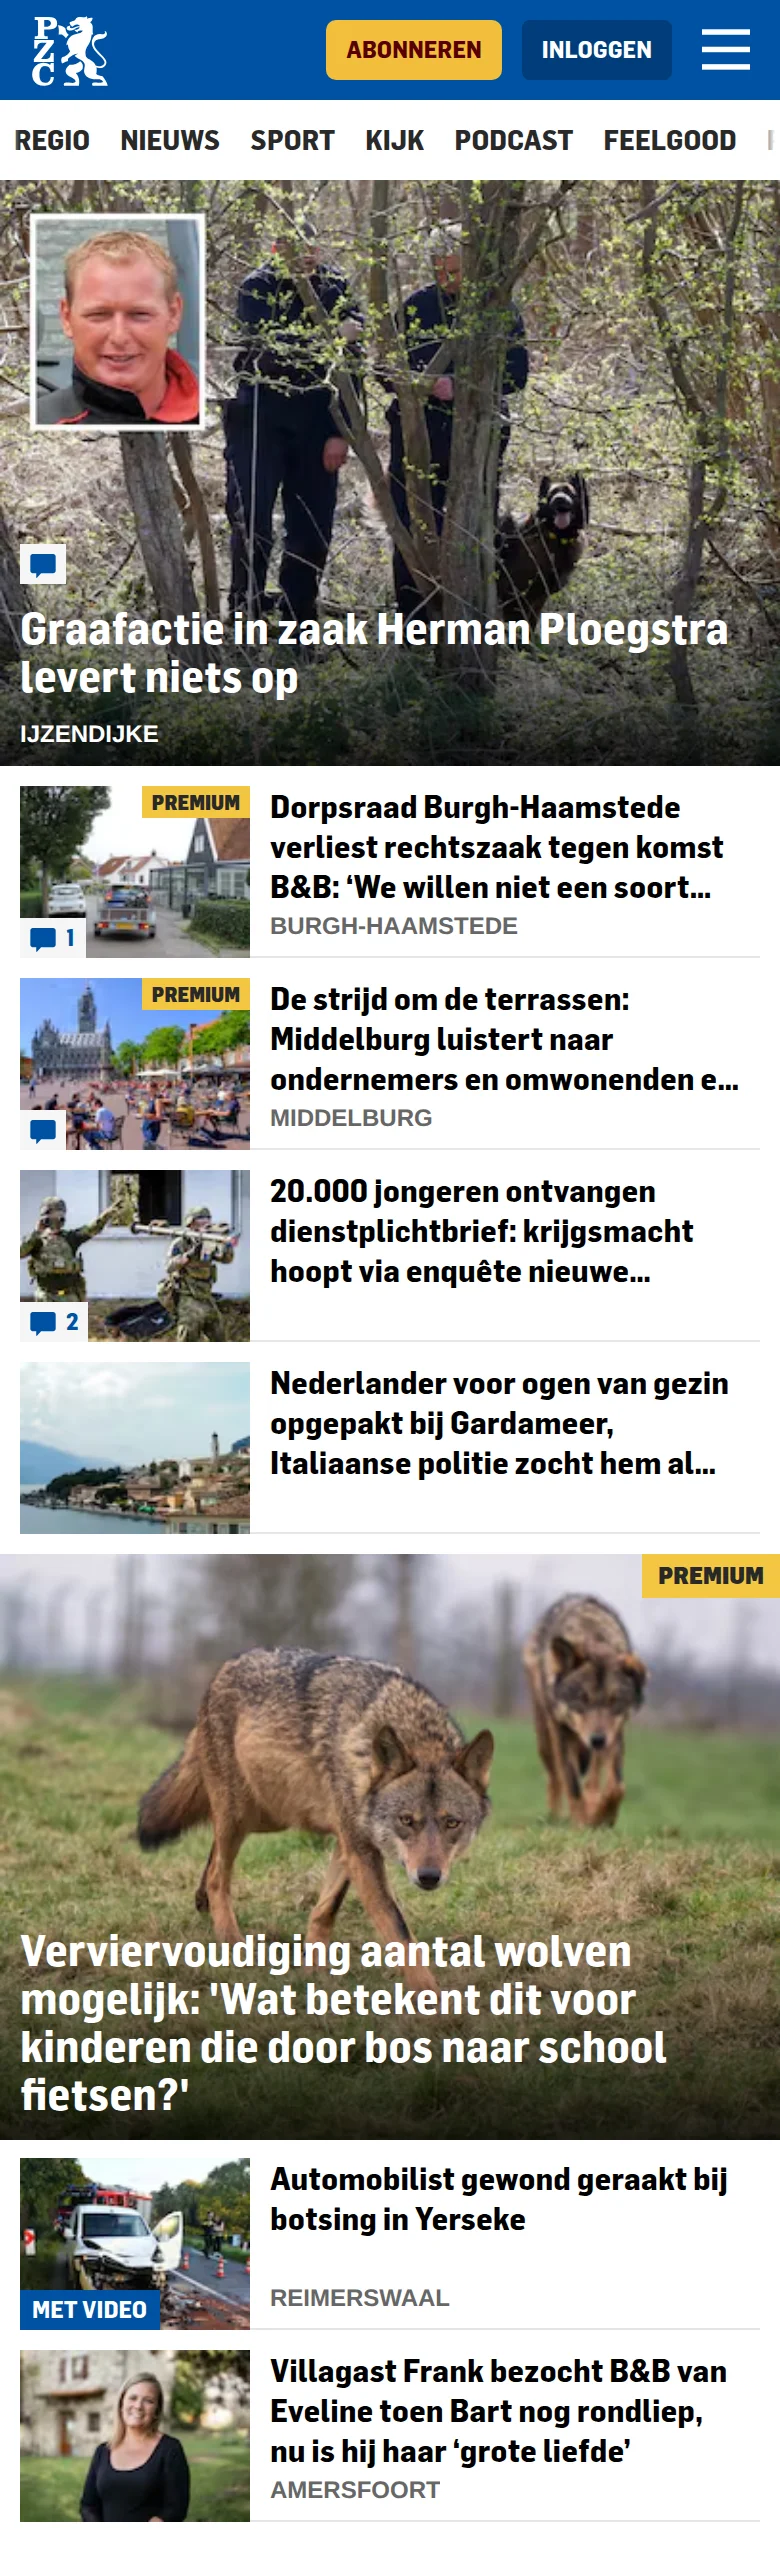 PZC
ABONNEREN
INLOGGEN
REGIO NIEUWS SPORT KIJK PODCAST FEELGOOD
Graafactie in zaak Herman Ploegstra
levert niets op
IJZENDIJKE
PREMIUM
1
Dorpsraad Burgh-Haamstede
verliest rechtszaak tegen komst
B&B: ‘We willen niet een soort...
BURGH-HAAMSTEDE
PREMIUM
De strijd om de terrassen:
Middelburg luistert naar
ondernemers en omwonenden e...
MIDDELBURG
2
20.000 jongeren ontvangen
dienstplichtbrief: krijgsmacht
hoopt via enquête nieuwe...
Nederlander voor ogen van gezin
opgepakt bij Gardameer,
Italiaanse politie zocht hem al...
PREMIUM
Verviervoudiging aantal wolven
mogelijk: 'Wat betekent dit voor
kinderen die door bos naar school
fietsen?'
MET VIDEO
Automobilist gewond geraakt bij
botsing in Yerseke
REIMERSWAAL
Villagast Frank bezocht B&B van
Eveline toen Bart nog rondliep,
nu is hij haar ‘grote liefde’
AMERSFOORT